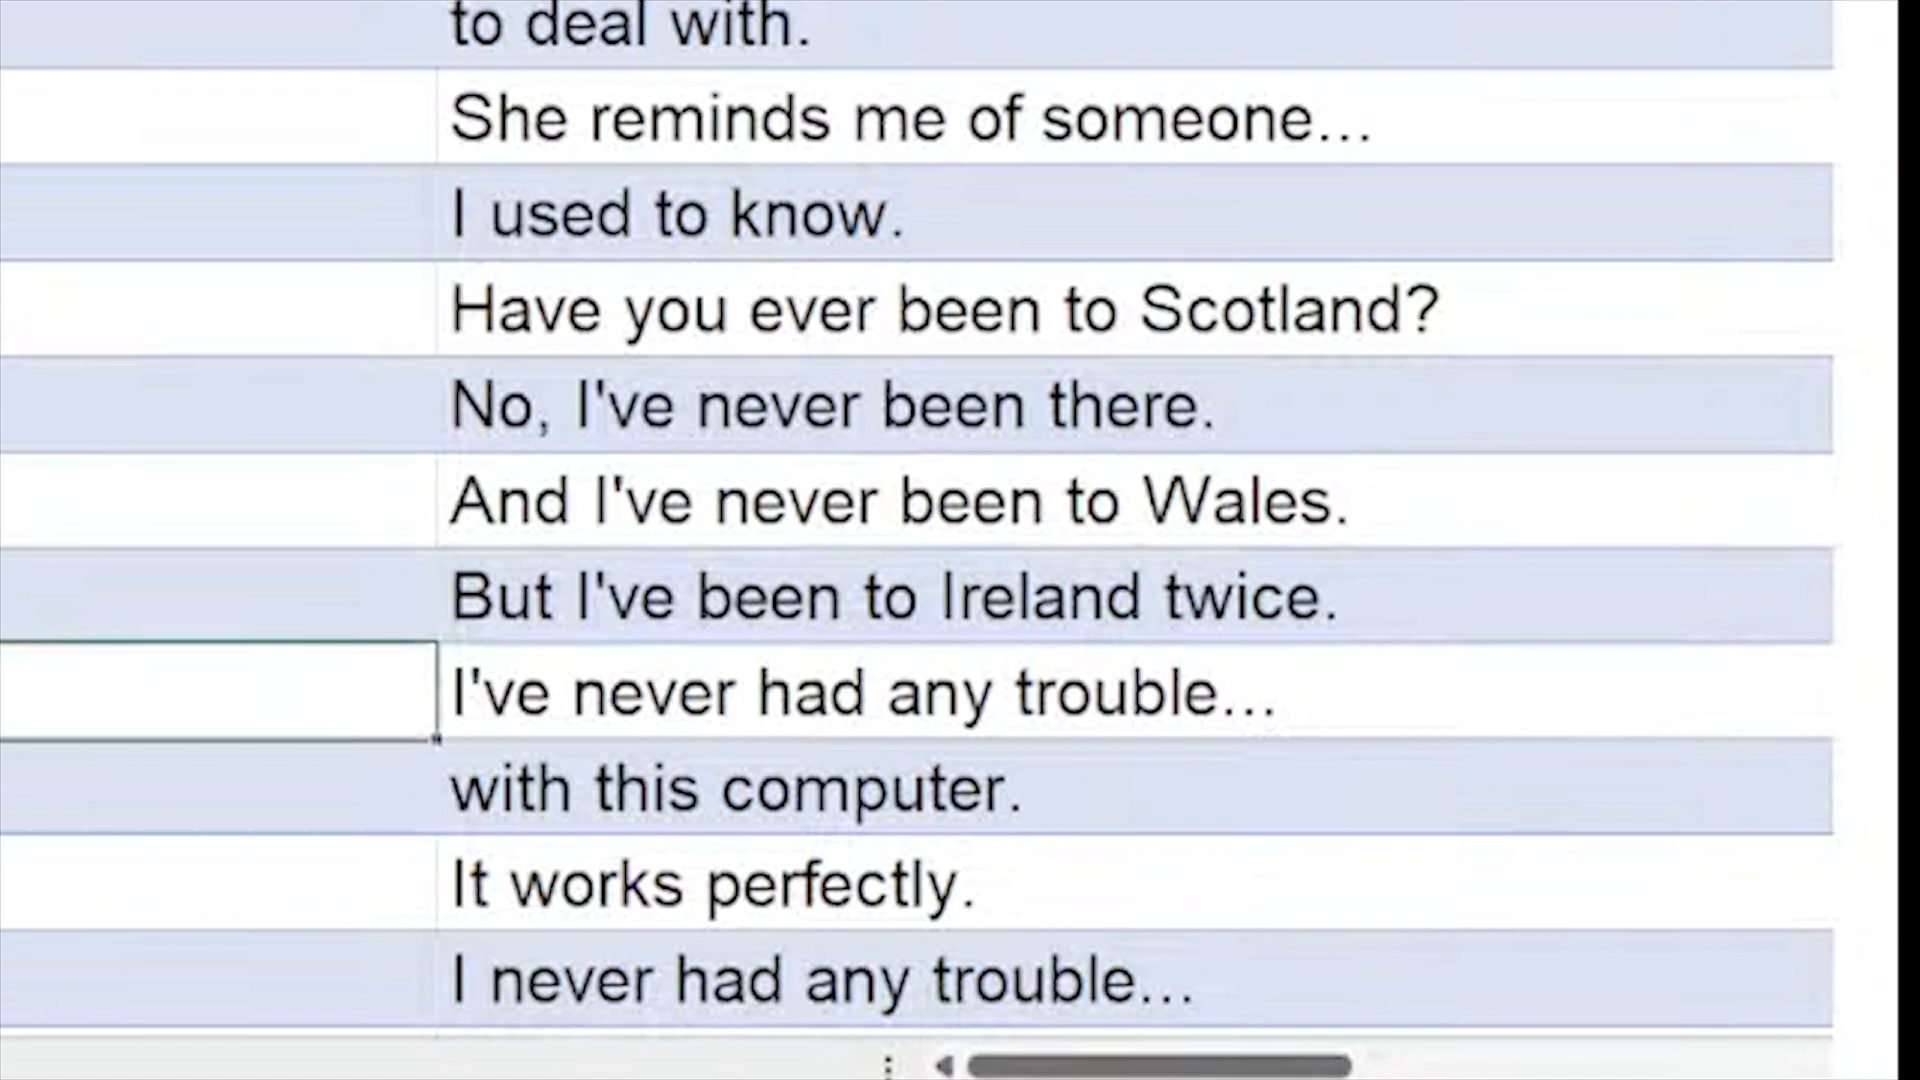 to deal with.
She reminds me of someone...
I used to know.
Have you ever been to Scotland?
No, I've never been there.
And I've never been to Wales.
But I've been to Ireland twice.
I've never had any trouble...
with this computer.
It works perfectly.
I never had any trouble...